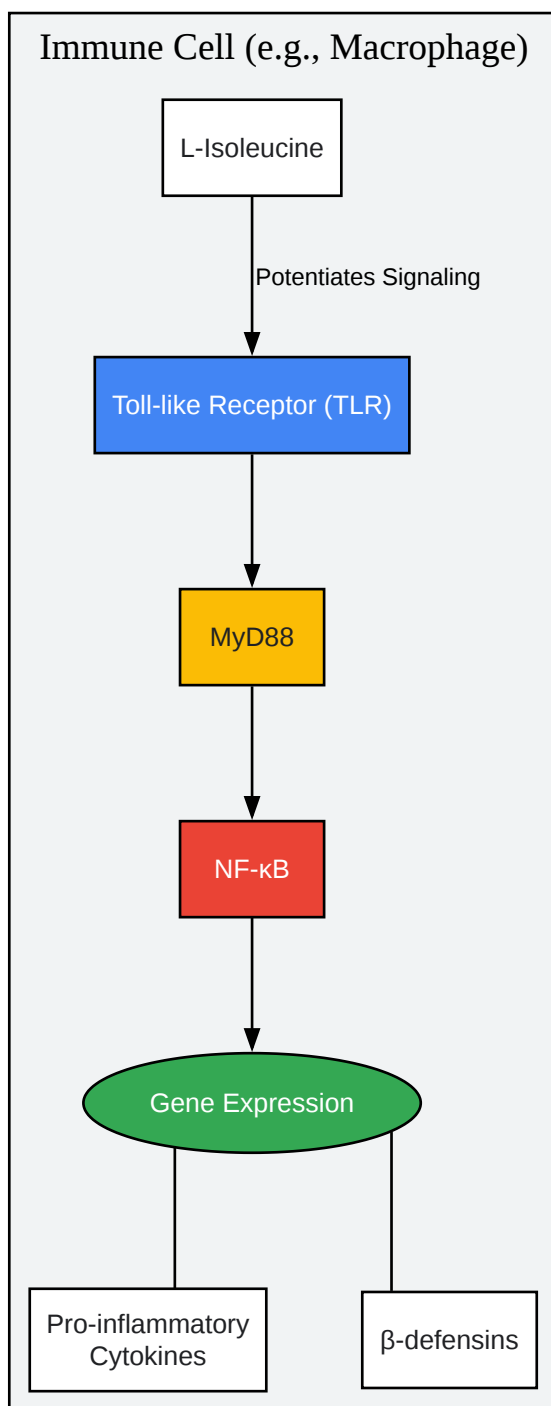 Immune Cell (e.g., Macrophage)
L-Isoleucine
Potentiates Signaling
Toll-like Receptor (TLR)
MyD88
NF-κB
Gene Expression
Pro-inflammatory
Cytokines
β-defensins